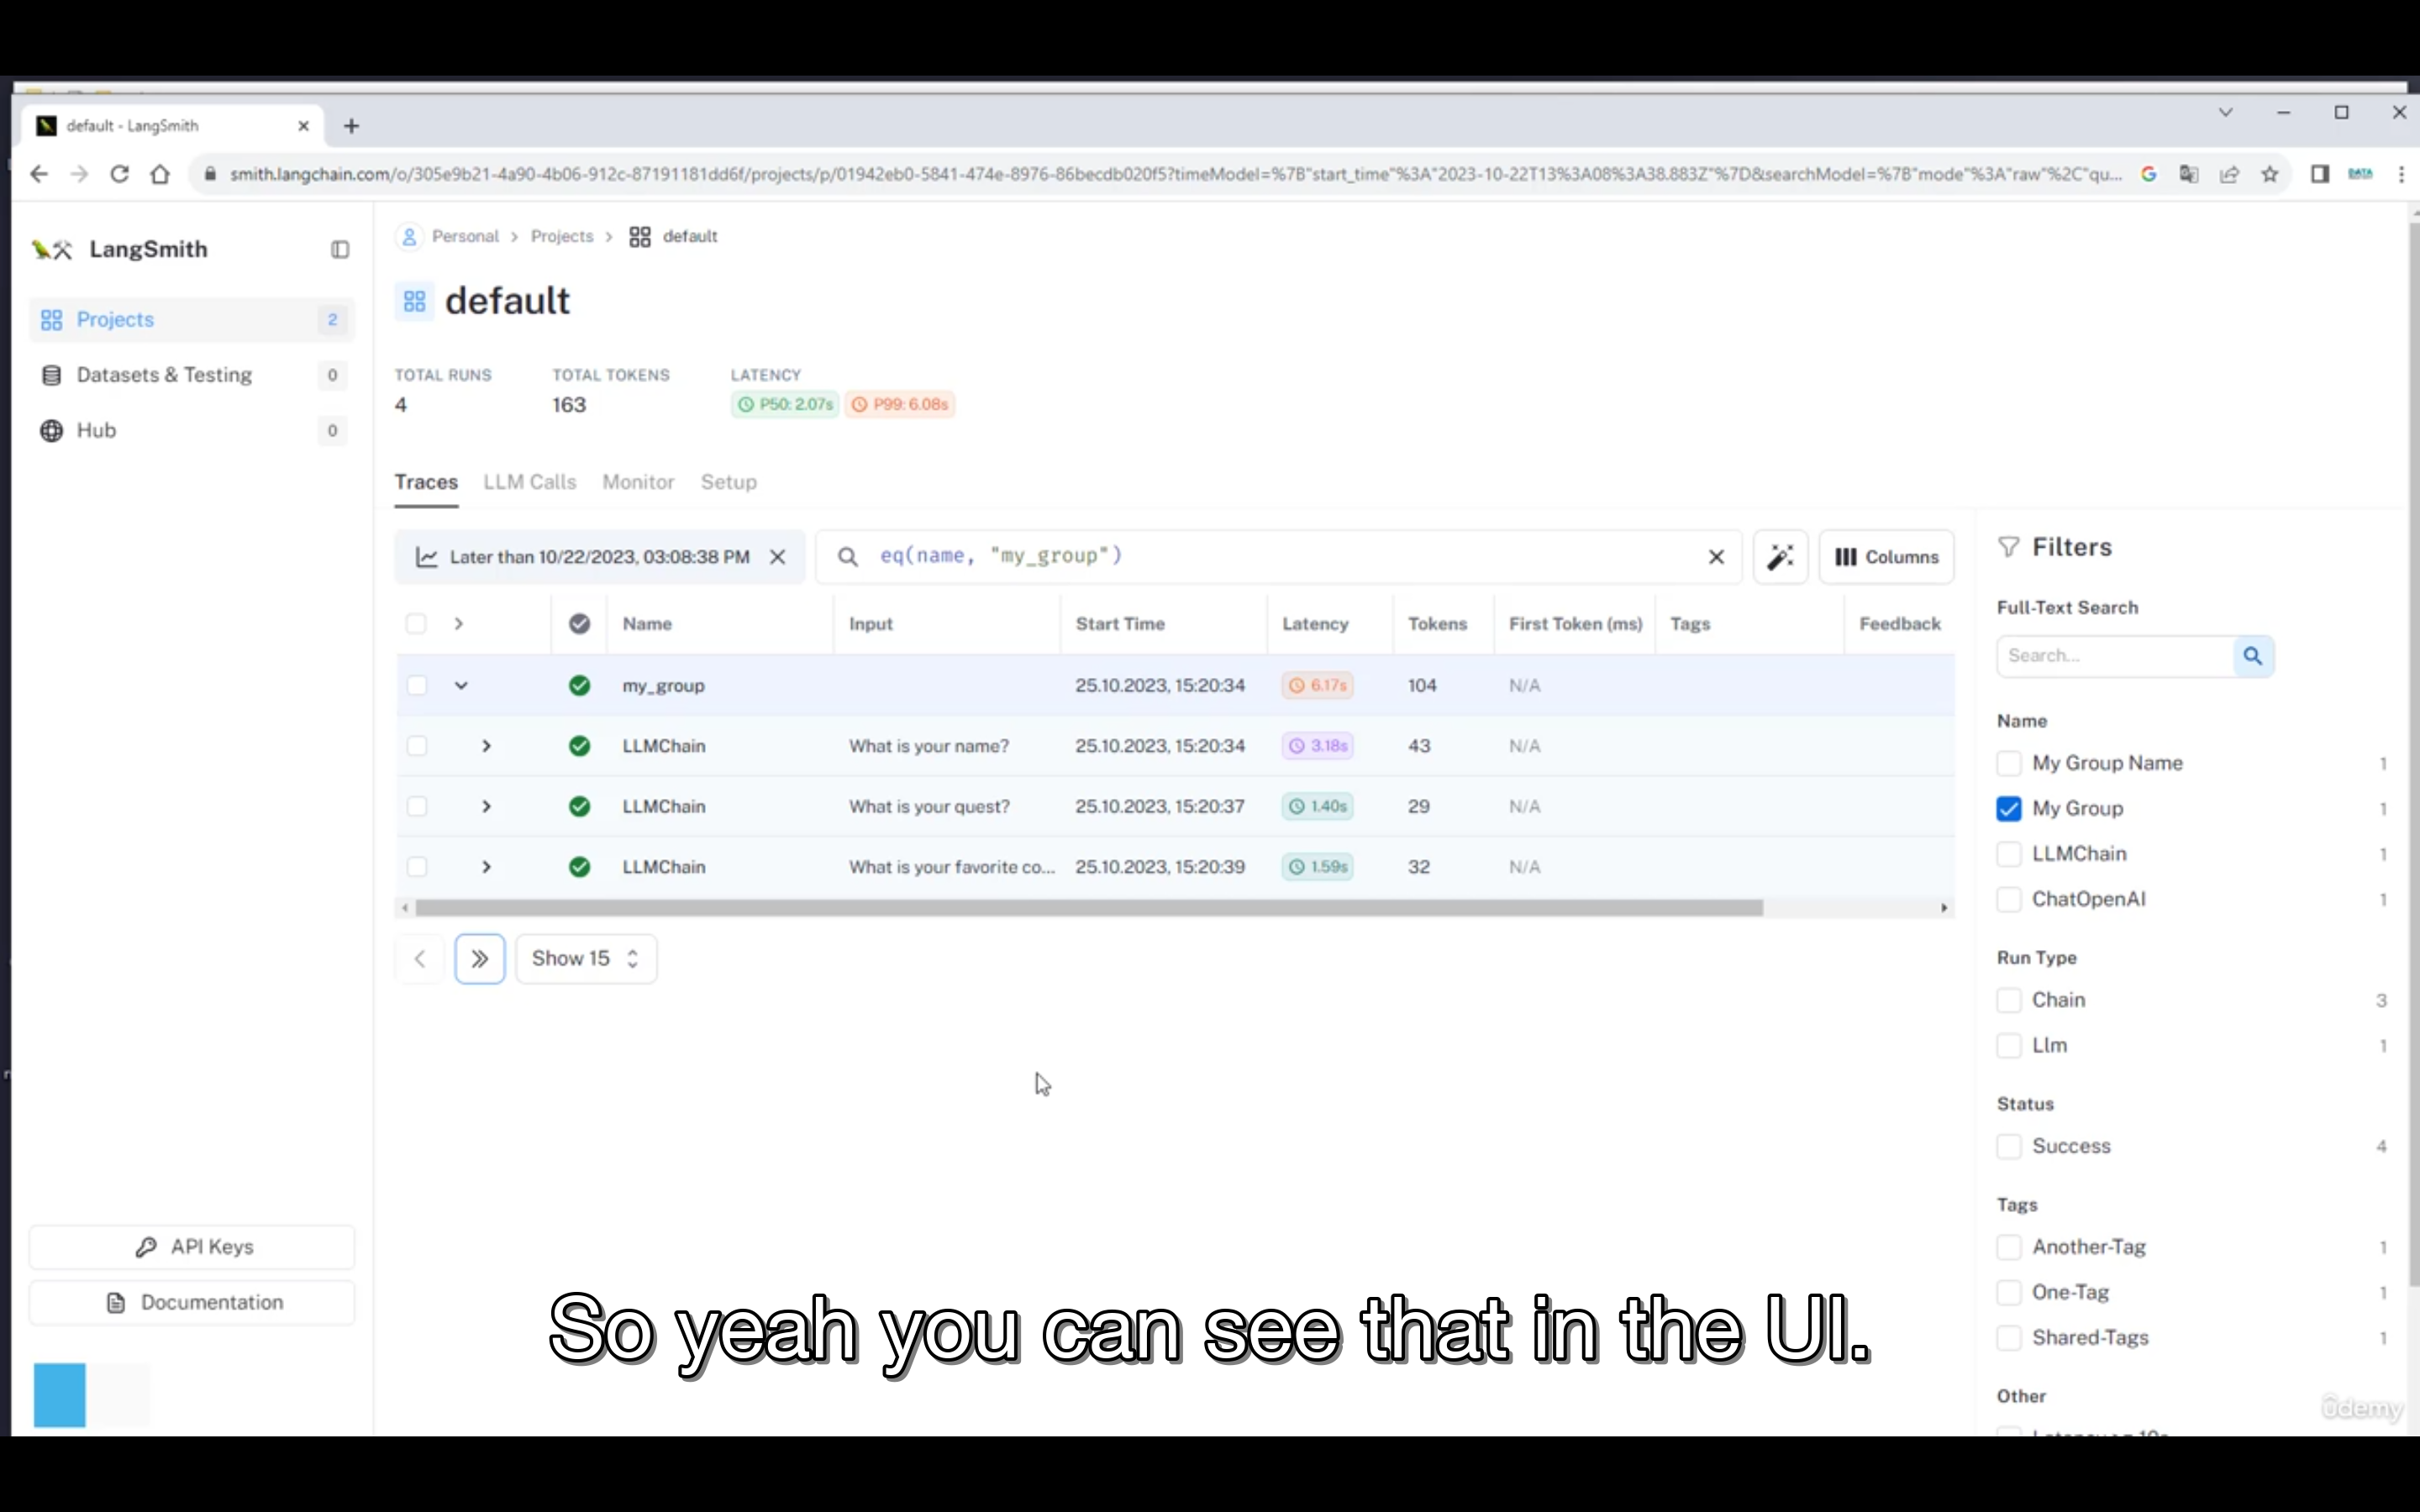 default - LangSmith
smith.langchain.com/o/305e9b21-4a90-4b06-912c-87191181dd6f/projects/p/01942eb0-5841-474e-8976-86becdb020f5?timeModel=%7B"start_time"%3A"2023-10-22T13%3A08%3A38.883Z"%7D&searchModel=%7B"mode"%3A"raw"%2C"qu...
DATA
LangSmith
Projects 2
Datasets & Testing 0
Hub 0
API Keys
Documentation
Personal > Projects > default
default
TOTAL RUNS TOTAL TOKENS LATENCY
4 163 P50: 2.07s P99: 6.08s
Traces LLM Calls Monitor Setup
Later than 10/22/2023, 03:08:38 PM
eq(name, "my_group")
Columns
Name Input Start Time Latency Tokens First Token (ms) Tags Feedback
my_group 25.10.2023, 15:20:34 6.17s 104 N/A
LLMChain What is your name? 25.10.2023, 15:20:34 3.18s 43 N/A
LLMChain What is your quest? 25.10.2023, 15:20:37 1.40s 29 N/A
LLMChain What is your favorite co... 25.10.2023, 15:20:39 1.59s 32 N/A
Show 15
Filters
Full-Text Search
Search...
Name
My Group Name 1
My Group 1
LLMChain 1
ChatOpenAI 1
Run Type
Chain 3
Llm 1
Status
Success 4
Tags
Another-Tag 1
One-Tag 1
Shared-Tags 1
Other
So yeah you can see that in the UI.
ûdemy